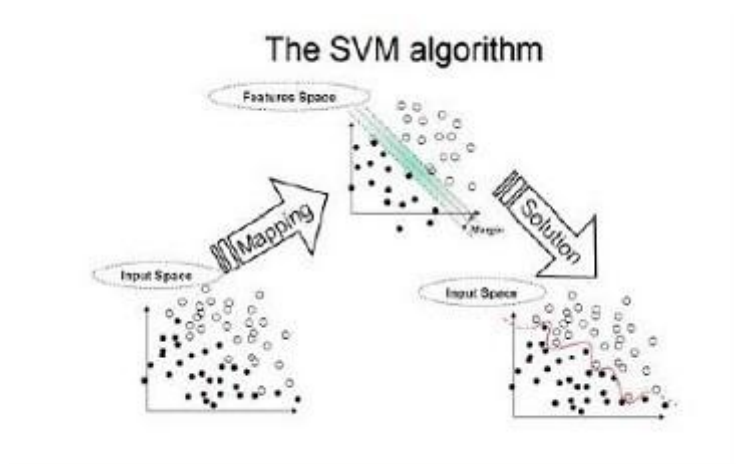 The SVM algorithm
Features Space
Mapping
Margin
Solution
Input Space
Input Space